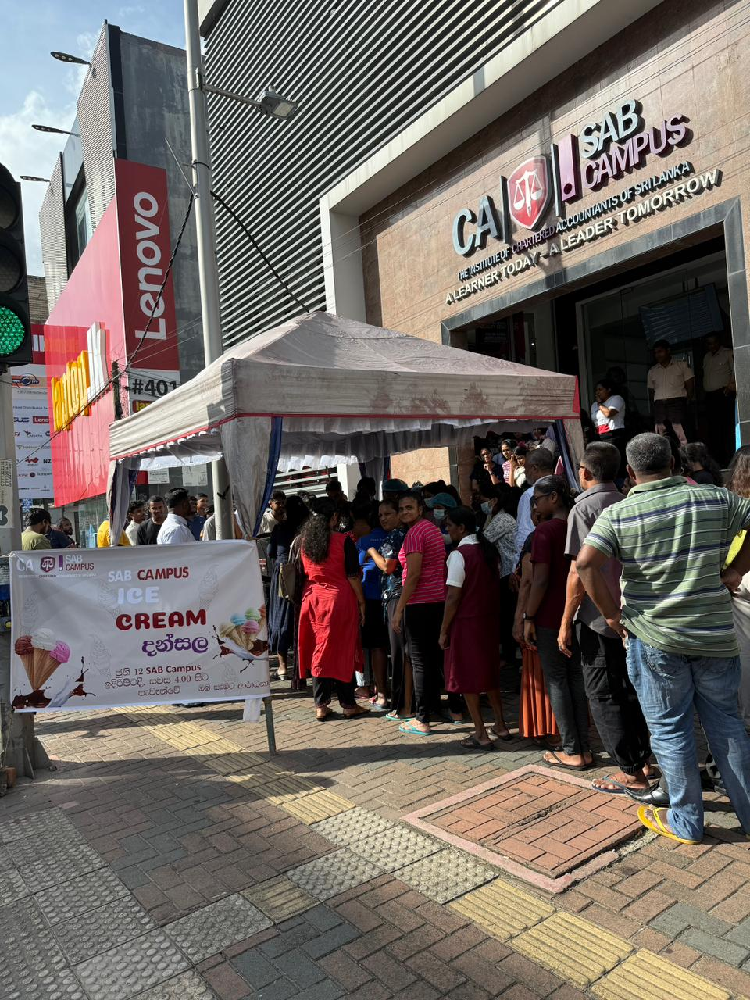 CA
SAB
CAMPUS
THE INSTITUTE OF CHARTERED ACCOUNTANTS OF SRI LANKA
A LEARNER TODAY - A LEADER TOMORROW
Lenovo
#401
Lenovo
CA
SAB
CAMPUS
SAB CAMPUS
ICE
CREAM
දන්සල
ජුනි 12 SAB Campus
ඉදිරිපිටදී, සවස 4.00 සිට
පැවැත්වේ
ඔබ සැමට ආරාධනා